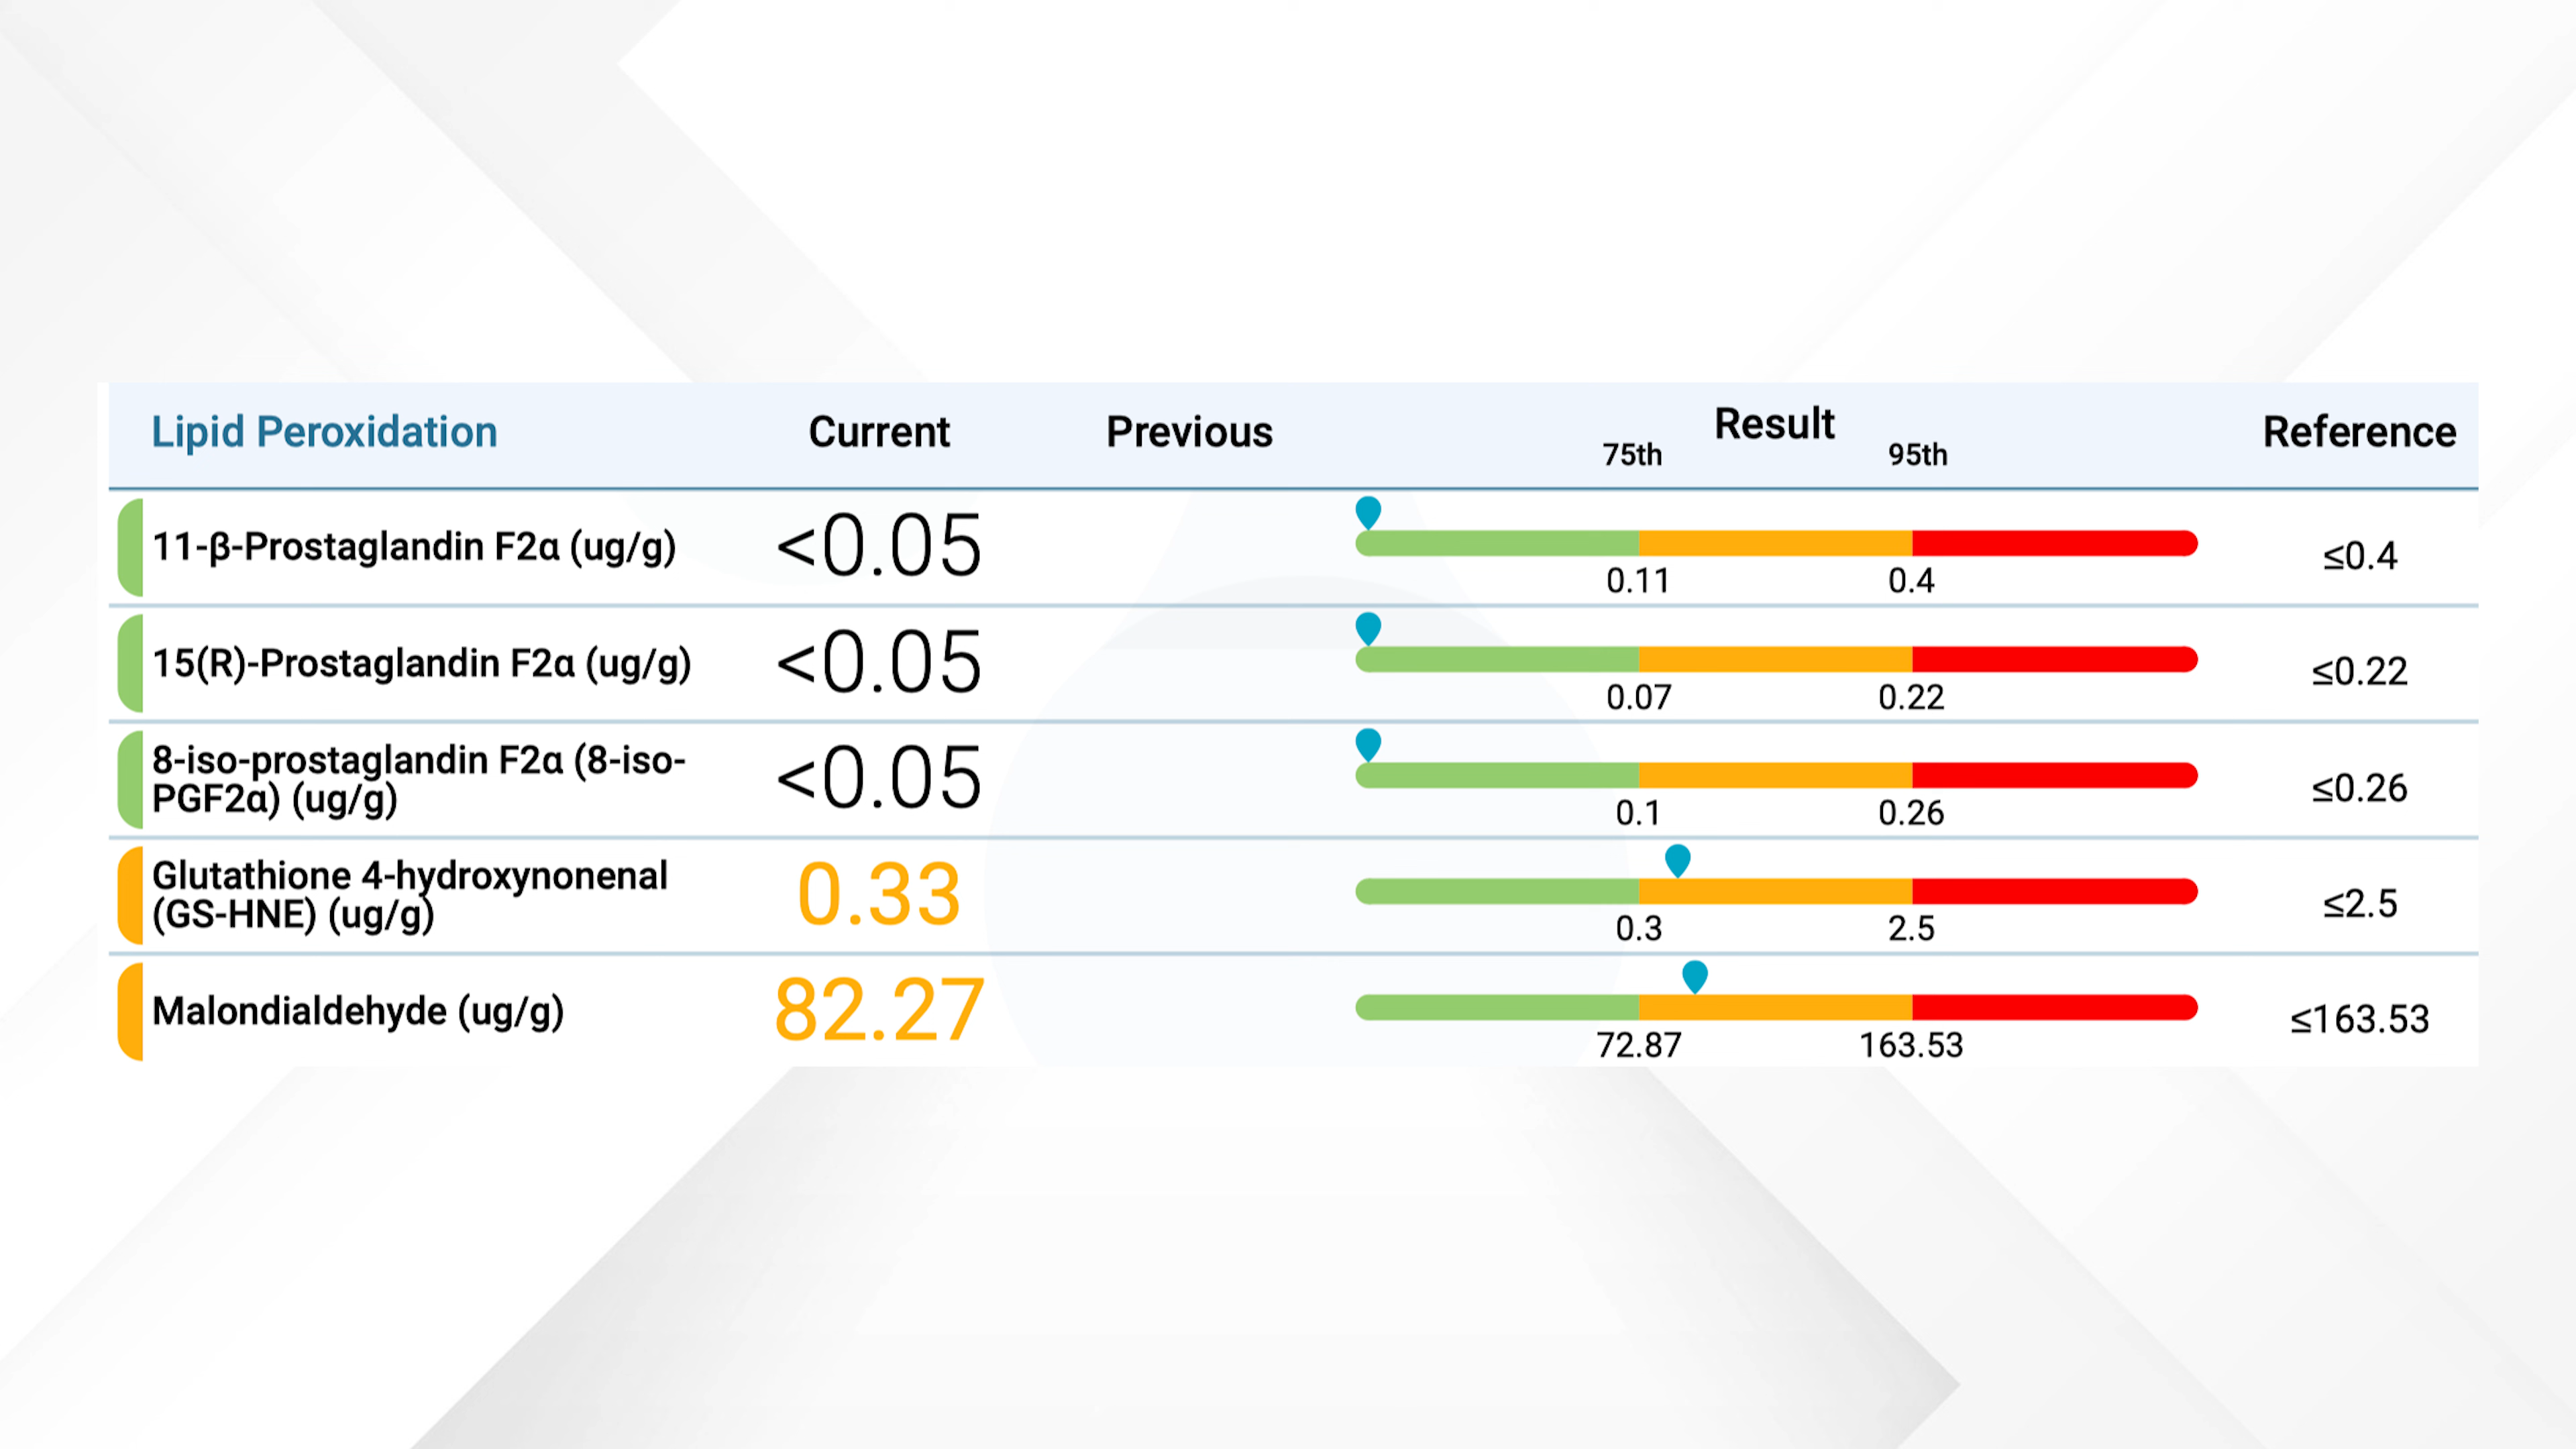 Lipid Peroxidation Current Previous Result Reference
75th 95th
11-β-Prostaglandin F2α (ug/g) <0.05 ≤0.4
0.11 0.4
15(R)-Prostaglandin F2α (ug/g) <0.05 ≤0.22
0.07 0.22
8-iso-prostaglandin F2α (8-iso-
PGF2α) (ug/g) <0.05 ≤0.26
0.1 0.26
Glutathione 4-hydroxynonenal
(GS-HNE) (ug/g) 0.33 ≤2.5
0.3 2.5
Malondialdehyde (ug/g) 82.27 ≤163.53
72.87 163.53